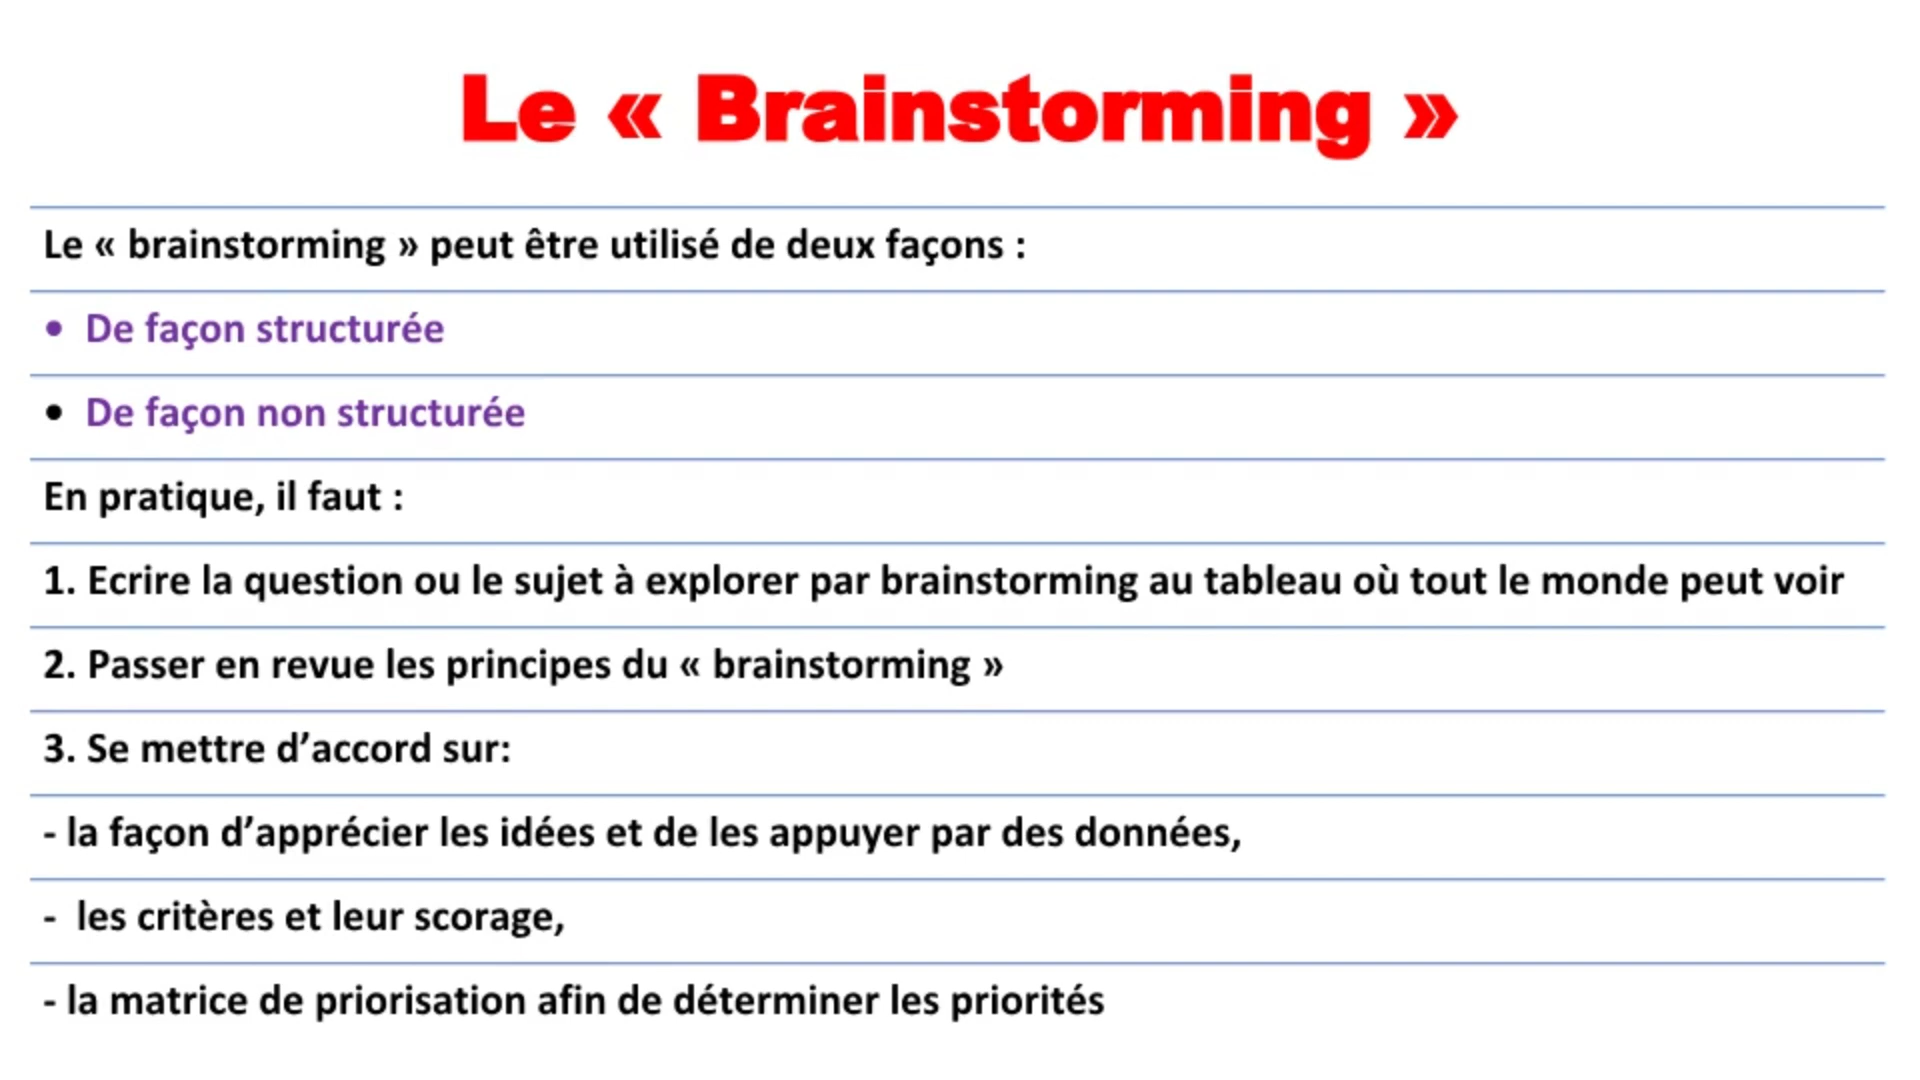 Le « Brainstorming »
Le « brainstorming » peut être utilisé de deux façons :
• De façon structurée
• De façon non structurée
En pratique, il faut :
1. Ecrire la question ou le sujet à explorer par brainstorming au tableau où tout le monde peut voir
2. Passer en revue les principes du « brainstorming »
3. Se mettre d’accord sur:
- la façon d’apprécier les idées et de les appuyer par des données,
- les critères et leur scorage,
- la matrice de priorisation afin de déterminer les priorités